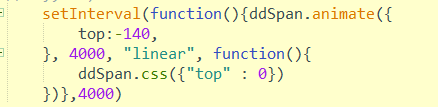 setInterval(function(){ddSpan.animate({
top:-140,
}, 4000, "linear", function(){
ddSpan.css({"top" : 0})
})},4000)